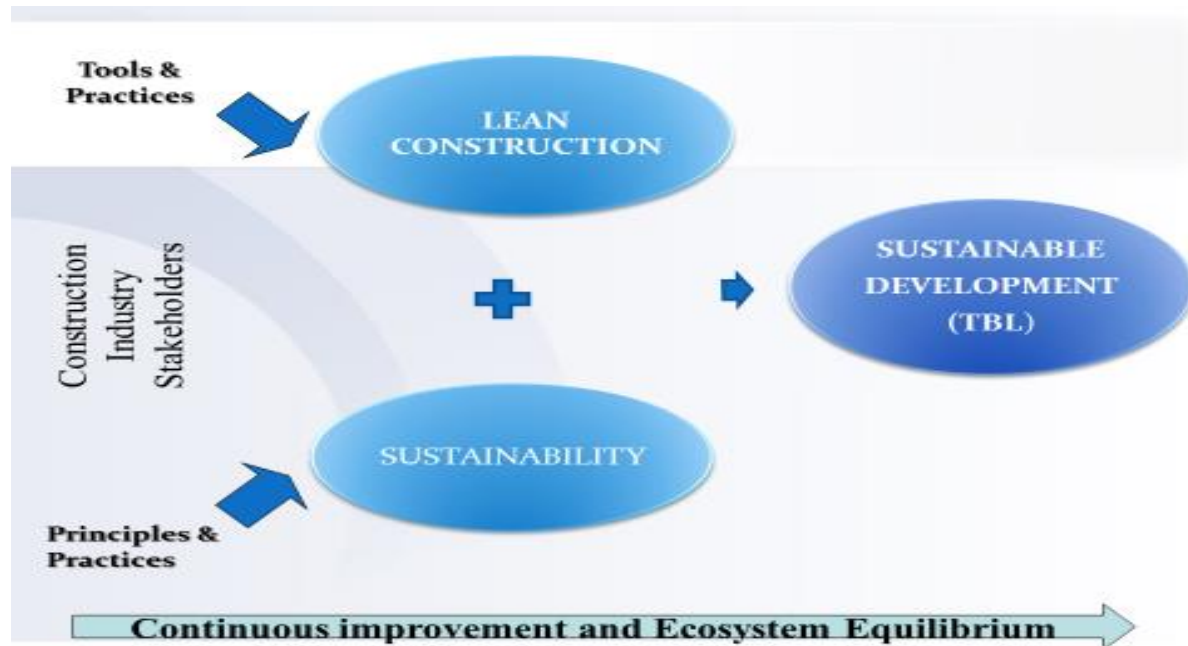 Tools &
Practices
LEAN
CONSTRUCTION
Construction
Industry
Stakeholders
SUSTAINABLE
DEVELOPMENT
(TBL)
SUSTAINABILITY
Principles &
Practices
Continuous improvement and Ecosystem Equilibrium